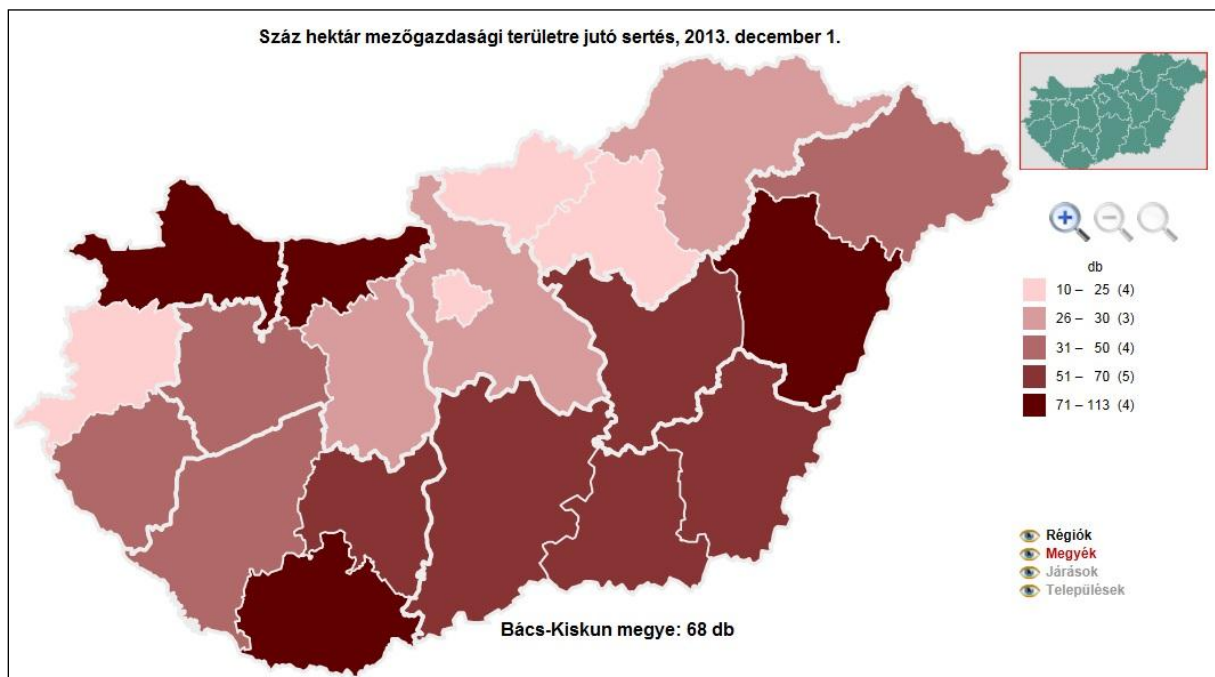 Száz hektár mezőgazdasági területre jutó sertés, 2013. december 1.
db
10 – 25 (4)
26 – 30 (3)
31 – 50 (4)
51 – 70 (5)
71 – 113 (4)
Régiók
Megyék
Járások
Települések
Bács-Kiskun megye: 68 db